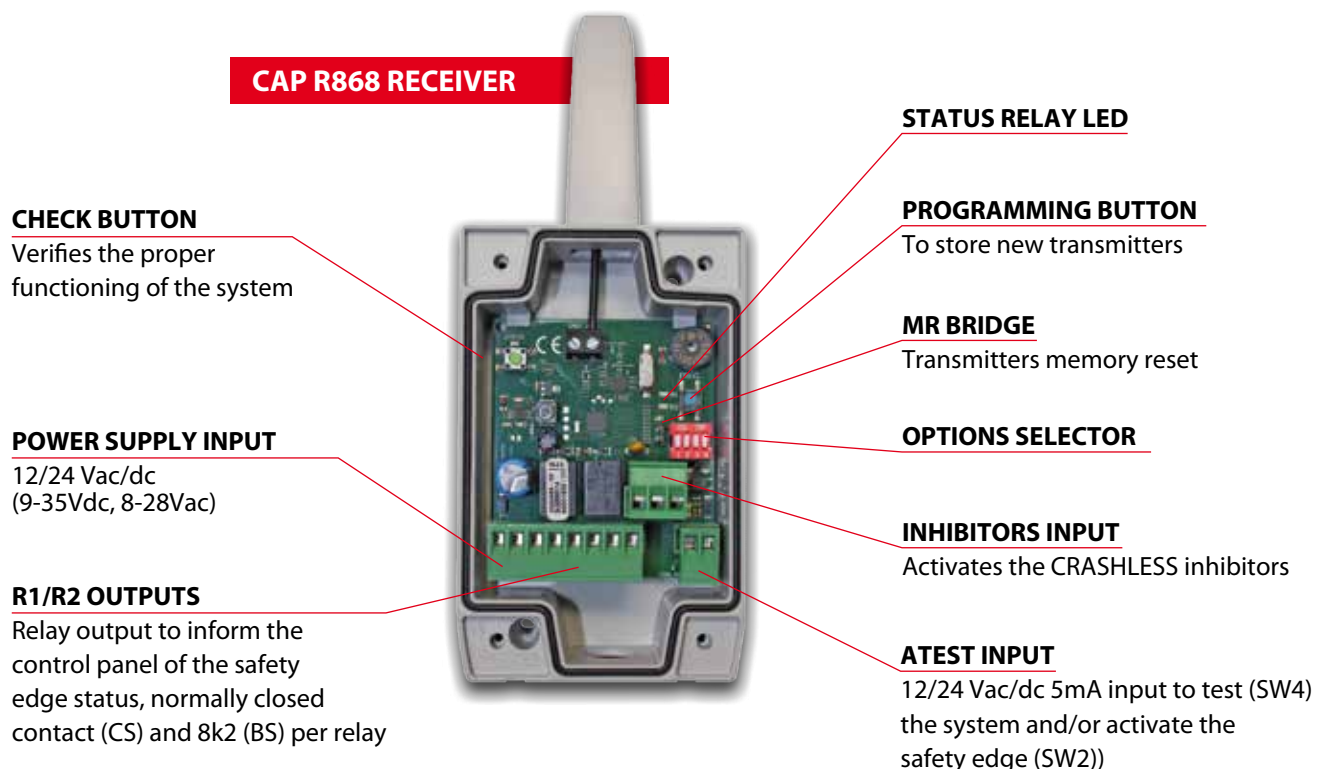 CAP R868 RECEIVER
CHECK BUTTON
Verifies the proper
functioning of the system
POWER SUPPLY INPUT
12/24 Vac/dc
(9-35Vdc, 8-28Vac)
R1/R2 OUTPUTS
Relay output to inform the
control panel of the safety
edge status, normally closed
contact (CS) and 8k2 (BS) per relay
STATUS RELAY LED
PROGRAMMING BUTTON
To store new transmitters
MR BRIDGE
Transmitters memory reset
OPTIONS SELECTOR
INHIBITORS INPUT
Activates the CRASHLESS inhibitors
ATEST INPUT
12/24 Vac/dc 5mA input to test (SW4)
the system and/or activate the
safety edge (SW2))
CE